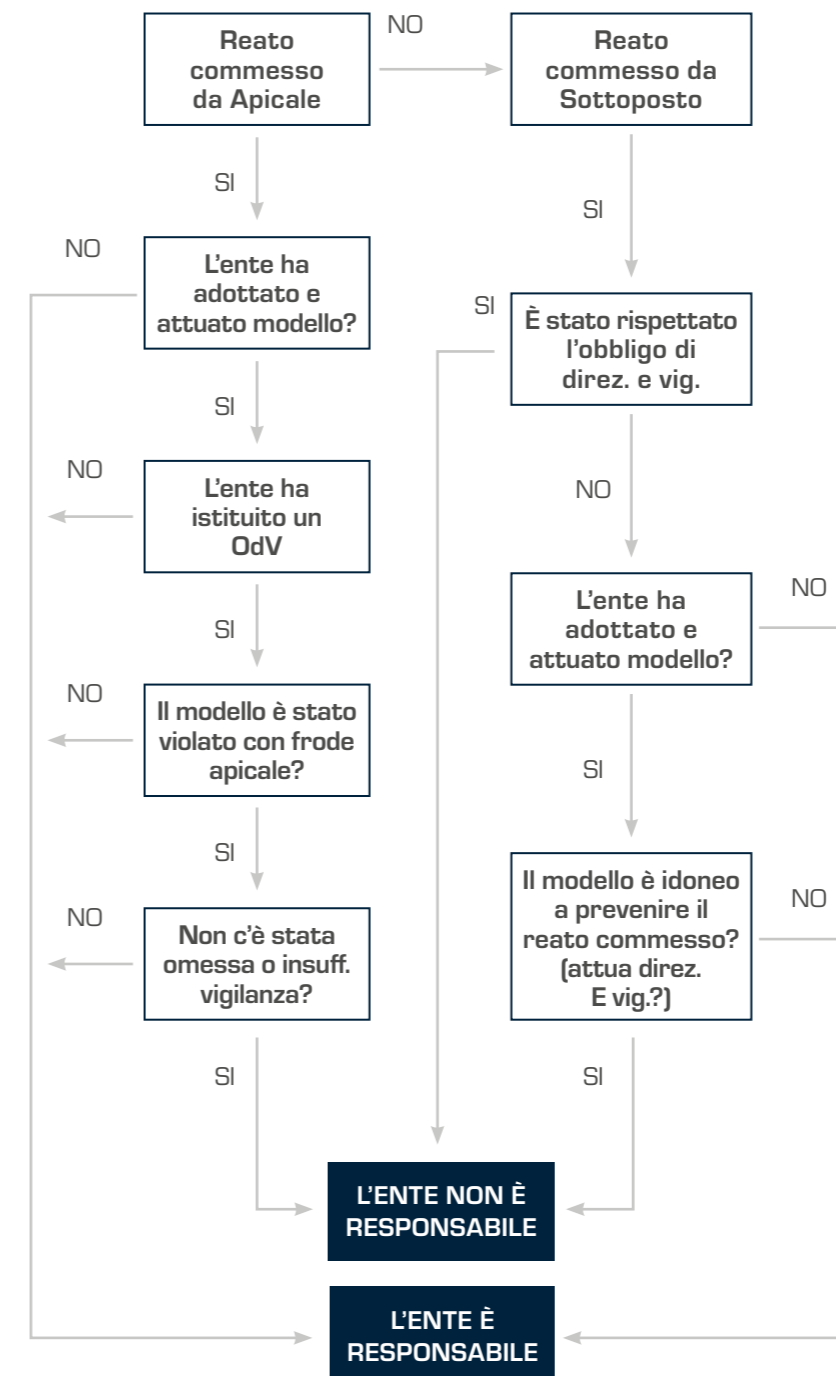 Reato
commesso
da Apicale
NO
Reato
commesso da
Sottoposto
SI
SI
NO
L'ente ha
adottato e
attuato modello?
SI
È stato rispettato
l'obbligo di
direz. e vig.
SI
NO
L'ente ha
istituito un
OdV
NO
SI
L'ente ha
adottato e
attuato modello?
NO
NO
Il modello è stato
violato con frode
apicale?
SI
SI
NO
Non c'è stata
omessa o insuff.
vigilanza?
Il modello è idoneo
a prevenire il
reato commesso?
(attua direz.
E vig.?)
NO
SI
SI
L'ENTE NON È
RESPONSABILE
L'ENTE È
RESPONSABILE